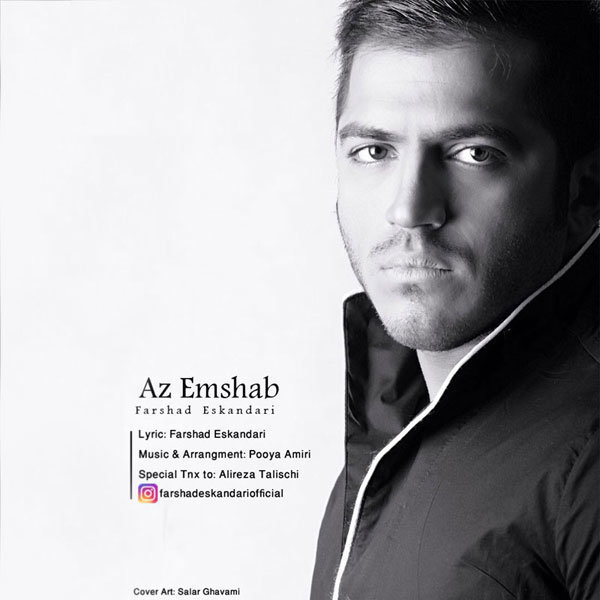 Az Emshab
Farshad Eskandari
Lyric: Farshad Eskandari
Music & Arrangment: Pooya Amiri
Special Tnx to: Alireza Talischi
farshadeskandariofficial
Cover Art: Salar Ghavami